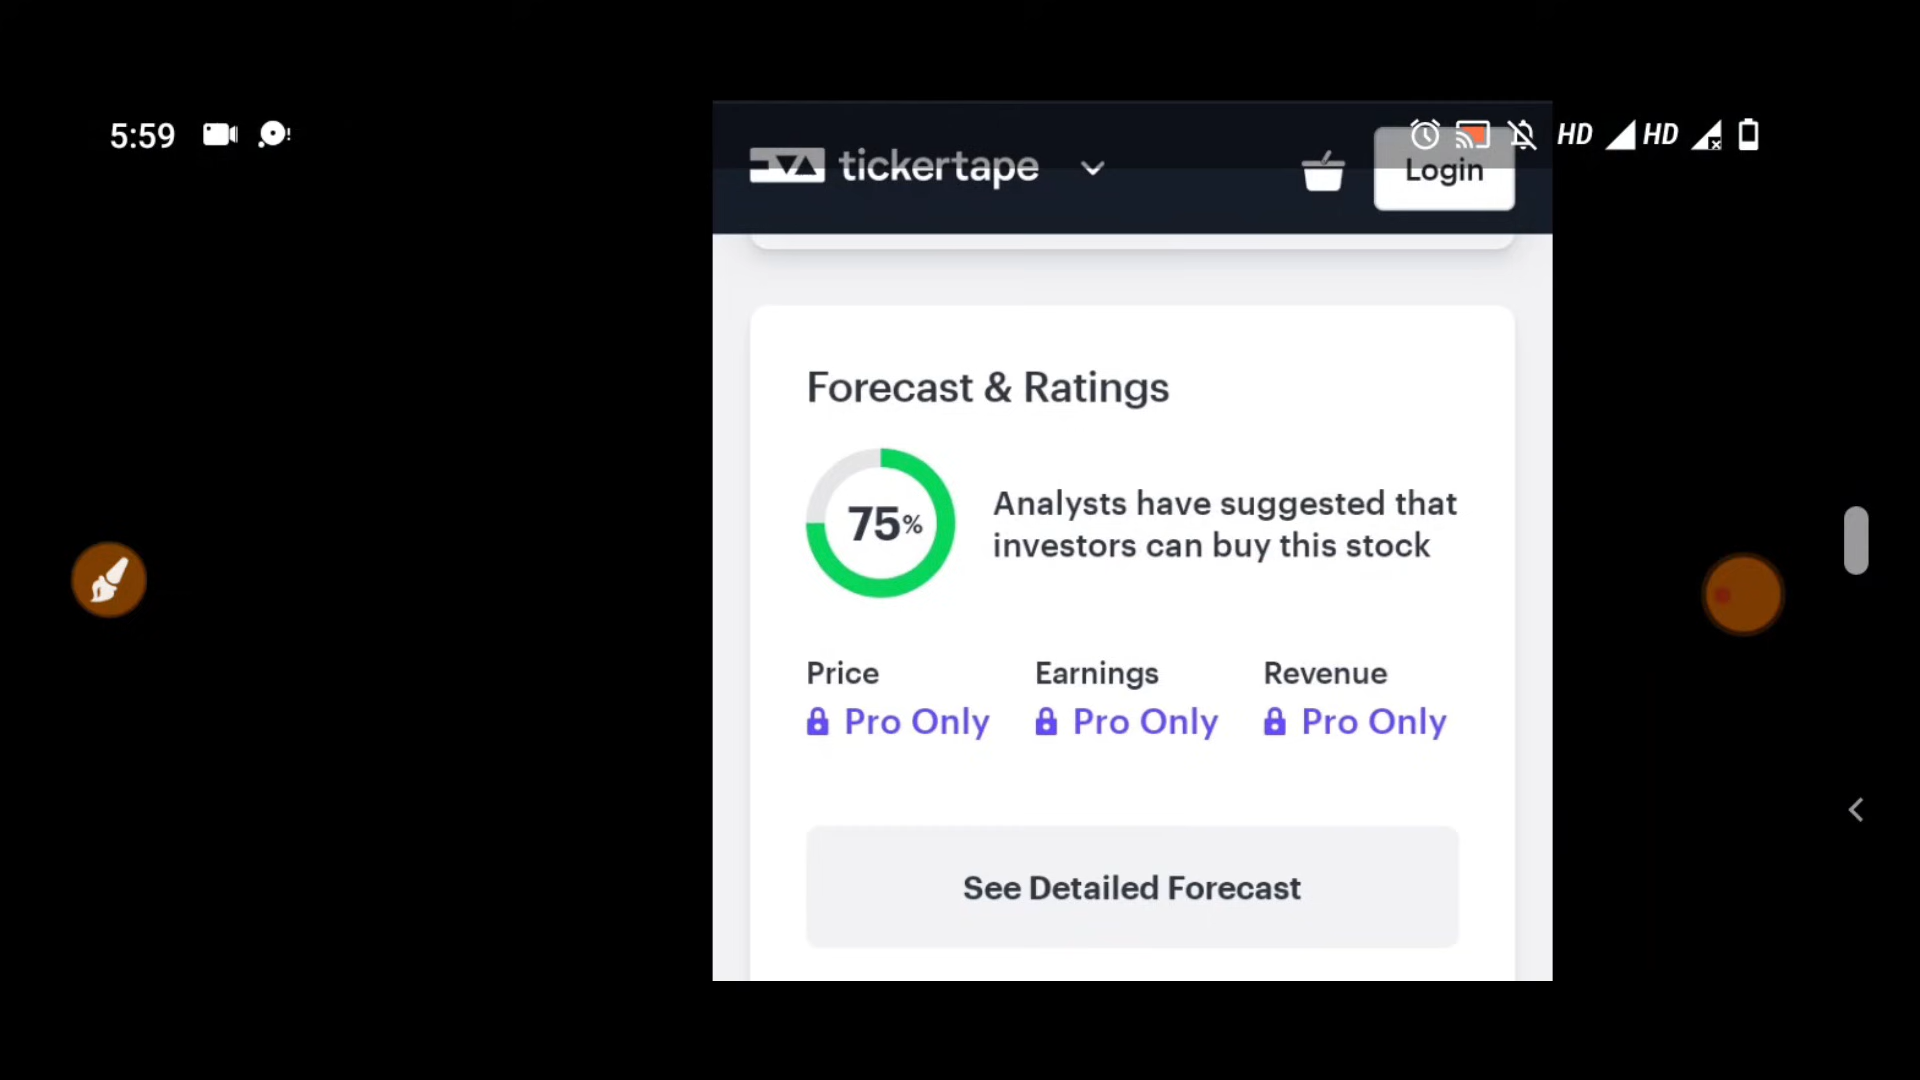 5:59
HD HD
tickertape
Login
Forecast & Ratings
75%
Analysts have suggested that
investors can buy this stock
Price Earnings Revenue
Pro Only Pro Only Pro Only
See Detailed Forecast